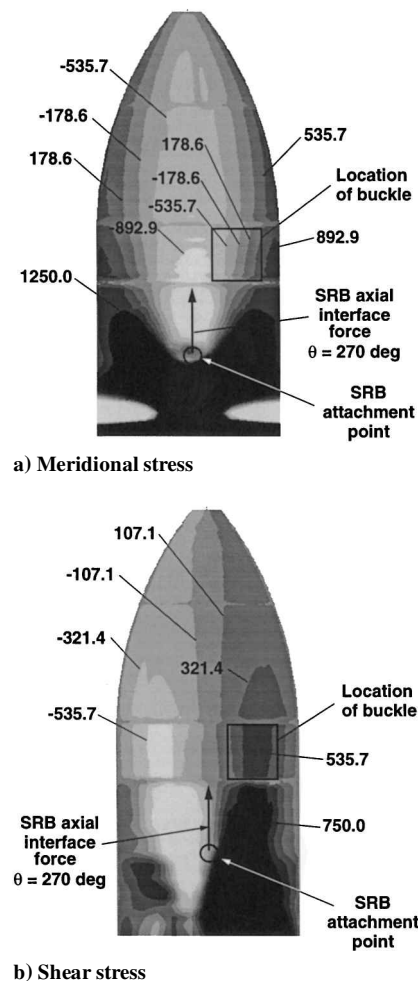 -535.7
-178.6
178.6
178.6
535.7
-178.6
Location
of buckle
-535.7
-892.9
892.9
1250.0
SRB axial
interface
force
θ = 270 deg
SRB
attachment
point
a) Meridional stress
107.1
-107.1
-321.4
321.4
Location
of buckle
-535.7
535.7
SRB axial
interface
force
θ = 270 deg
750.0
SRB
attachment
point
b) Shear stress